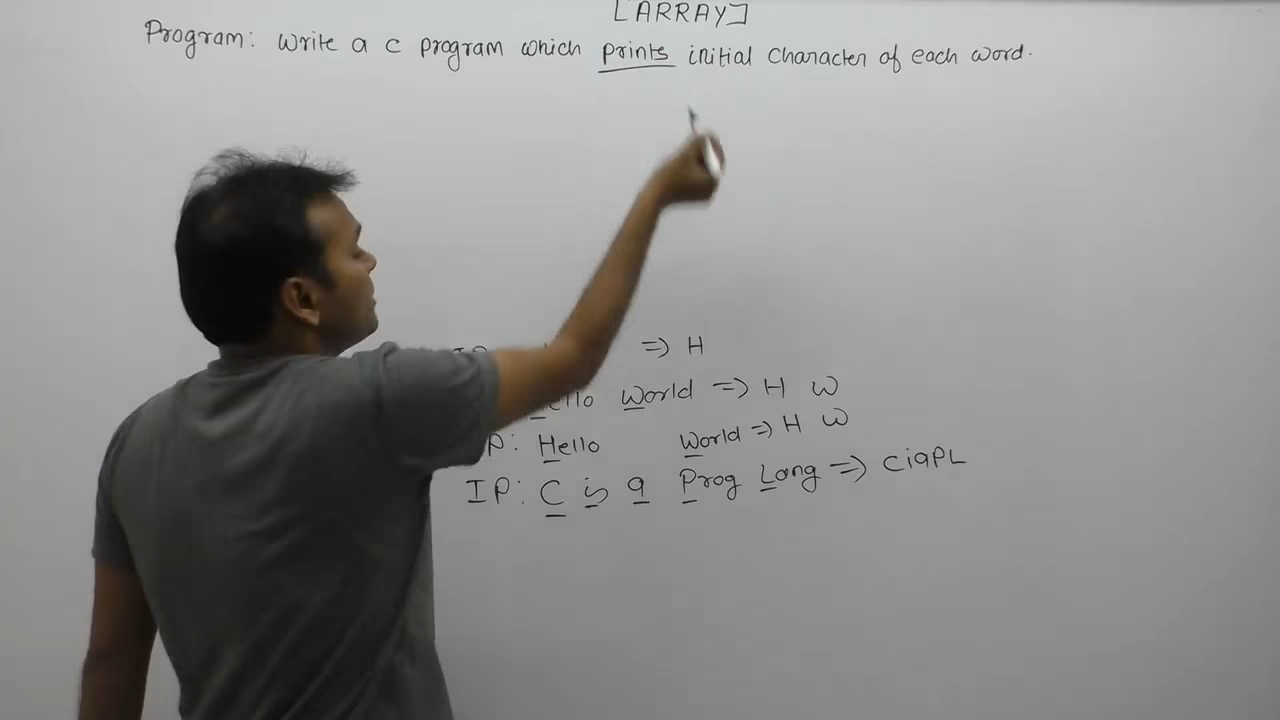 [ARRAY]
Program: Write a c program which prints initial character of each word.
=> H
World => H W
P: Hello World => H W
IP: C is a Prog Lang => CiaPL